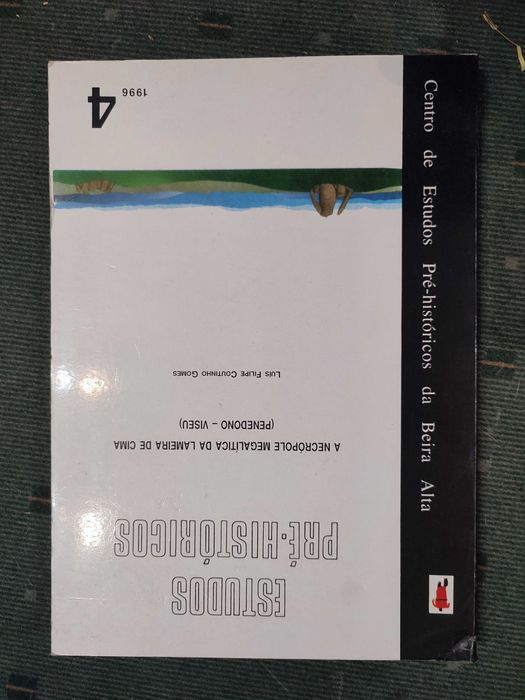 ESTUDOS
PRÉ-HISTÓRICOS
A NECRÓPOLE MEGALÍTICA DA LAMEIRA DE CIMA
(PENEDONO – VISEU)
LUIS FILIPE COUTINHO GOMES
4
1996
Centro de Estudos Pré-históricos da Beira Alta